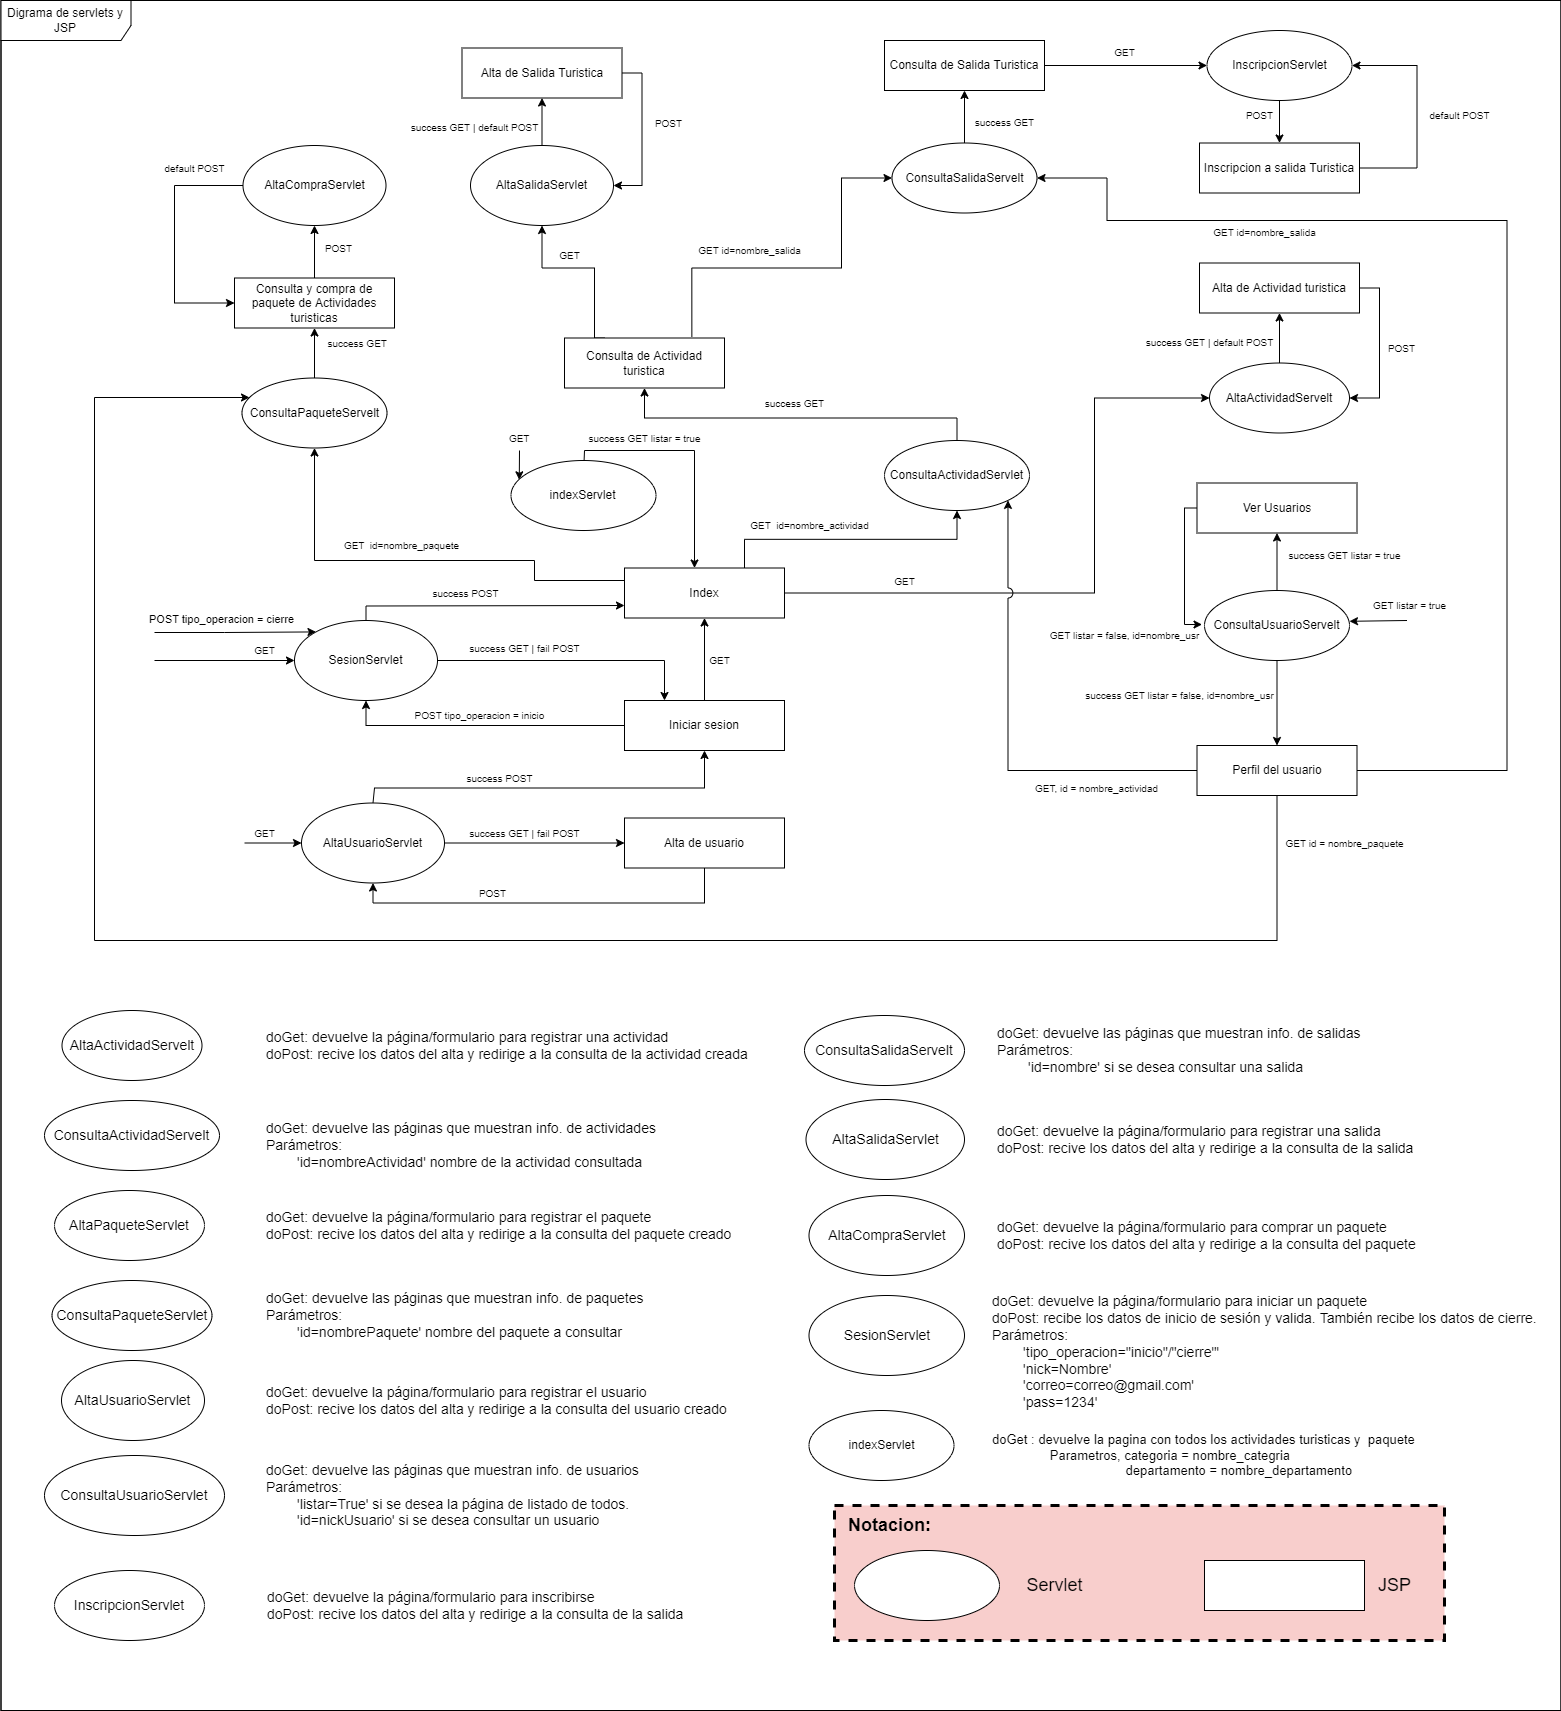 Digrama de servlets y
JSP
Alta de Salida Turistica
success GET | default POST
POST
AltaSalidaServlet
GET
Consulta de Salida Turistica
GET
InscripcionServlet
success GET
POST
default POST
ConsultaSalidaServelt
Inscripcion a salida Turistica
default POST
AltaCompraServlet
POST
Consulta y compra de
paquete de Actividades
turisticas
success GET
ConsultaPaqueteServelt
GET id=nombre_salida
GET id=nombre_salida
Consulta de Actividad
turistica
Alta de Actividad turistica
success GET | default POST
POST
AltaActividadServelt
success GET
GET
success GET listar = true
indexServlet
ConsultaActividadServlet
GET  id=nombre_actividad
GET  id=nombre_paquete
Index
GET
Ver Usuarios
success GET listar = true
GET listar = true
ConsultaUsuarioServelt
GET listar = false, id=nombre_usr
success POST
POST tipo_operacion = cierre
GET
SesionServlet
success GET | fail POST
GET
POST tipo_operacion = inicio
Iniciar sesion
success GET listar = false, id=nombre_usr
Perfil del usuario
GET, id = nombre_actividad
success POST
GET
AltaUsuarioServlet
success GET | fail POST
Alta de usuario
POST
GET id = nombre_paquete
AltaActividadServelt
doGet: devuelve la página/formulario para registrar una actividad
doPost: recive los datos del alta y redirige a la consulta de la actividad creada
ConsultaActividadServelt
doGet: devuelve las páginas que muestran info. de actividades
Parámetros:
'id=nombreActividad' nombre de la actividad consultada
AltaPaqueteServlet
doGet: devuelve la página/formulario para registrar el paquete
doPost: recive los datos del alta y redirige a la consulta del paquete creado
ConsultaPaqueteServlet
doGet: devuelve las páginas que muestran info. de paquetes
Parámetros:
'id=nombrePaquete' nombre del paquete a consultar
AltaUsuarioServlet
doGet: devuelve la página/formulario para registrar el usuario
doPost: recive los datos del alta y redirige a la consulta del usuario creado
ConsultaUsuarioServlet
doGet: devuelve las páginas que muestran info. de usuarios
Parámetros:
'listar=True' si se desea la página de listado de todos.
'id=nickUsuario' si se desea consultar un usuario
InscripcionServlet
doGet: devuelve la página/formulario para inscribirse
doPost: recive los datos del alta y redirige a la consulta de la salida
ConsultaSalidaServelt
doGet: devuelve las páginas que muestran info. de salidas
Parámetros:
'id=nombre' si se desea consultar una salida
AltaSalidaServlet
doGet: devuelve la página/formulario para registrar una salida
doPost: recive los datos del alta y redirige a la consulta de la salida
AltaCompraServlet
doGet: devuelve la página/formulario para comprar un paquete
doPost: recive los datos del alta y redirige a la consulta del paquete
SesionServlet
doGet: devuelve la página/formulario para iniciar un paquete
doPost: recibe los datos de inicio de sesión y valida. También recibe los datos de cierre.
Parámetros:
'tipo_operacion="inicio"/"cierre"'
'nick=Nombre'
'correo=correo@gmail.com'
'pass=1234'
indexServlet
doGet : devuelve la pagina con todos los actividades turisticas y  paquete
Parametros, categoria = nombre_categria
departamento = nombre_departamento
Notacion:
Servlet
JSP